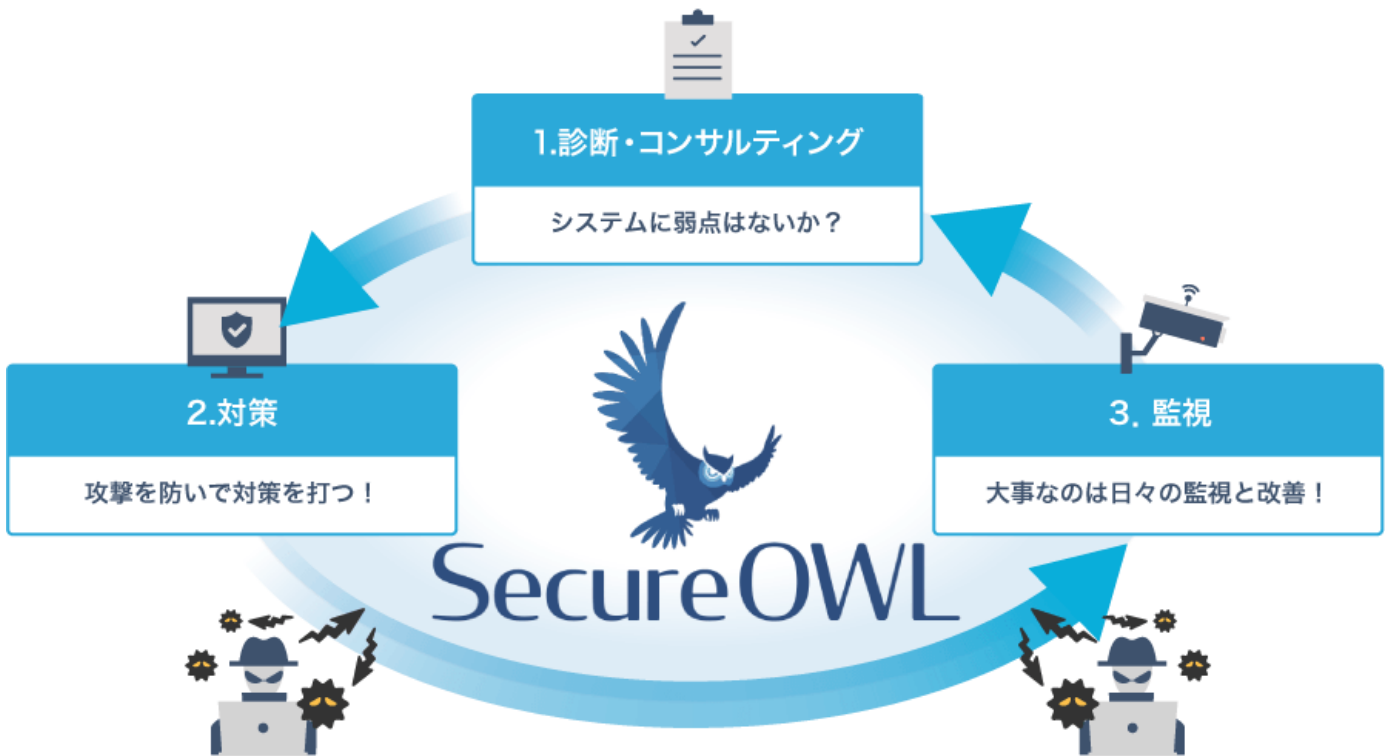 1.診断・コンサルティング
システムに弱点はないか？
2.対策
攻撃を防いで対策を打つ！
3. 監視
大事なのは日々の監視と改善！
SecureOWL